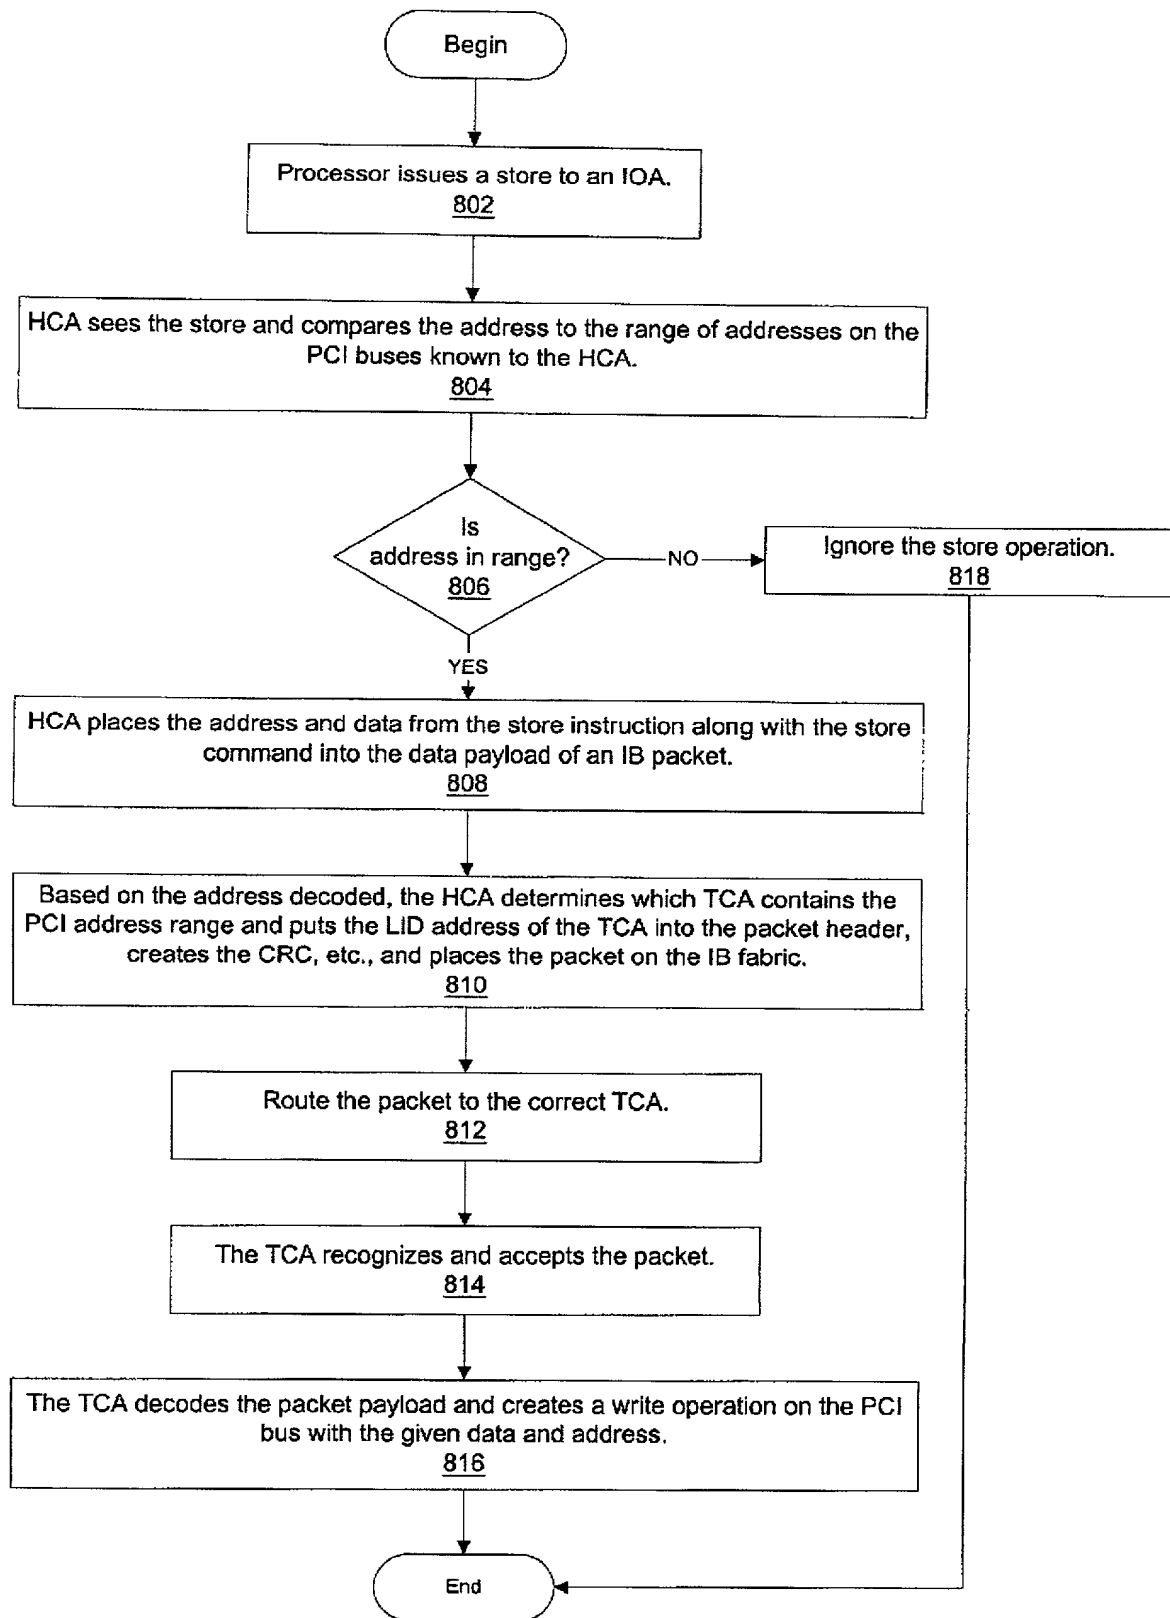 Begin
Processor issues a store to an IOA.
802
HCA sees the store and compares the address to the range of addresses on the
PCI buses known to the HCA.
804
Is
address in range?
806
NO
Ignore the store operation.
818
YES
HCA places the address and data from the store instruction along with the store
command into the data payload of an IB packet.
808
Based on the address decoded, the HCA determines which TCA contains the
PCI address range and puts the LID address of the TCA into the packet header,
creates the CRC, etc., and places the packet on the IB fabric.
810
Route the packet to the correct TCA.
812
The TCA recognizes and accepts the packet.
814
The TCA decodes the packet payload and creates a write operation on the PCI
bus with the given data and address.
816
End